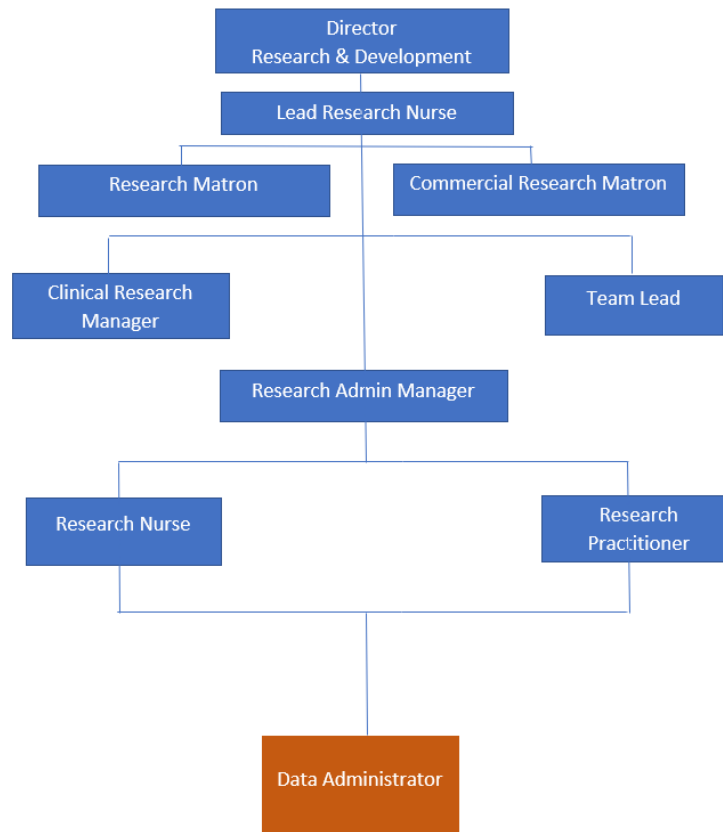 Director
Research & Development
Lead Research Nurse
Research Matron
Commercial Research Matron
Clinical Research
Manager
Team Lead
Research Admin Manager
Research Nurse
Research
Practitioner
Data Administrator